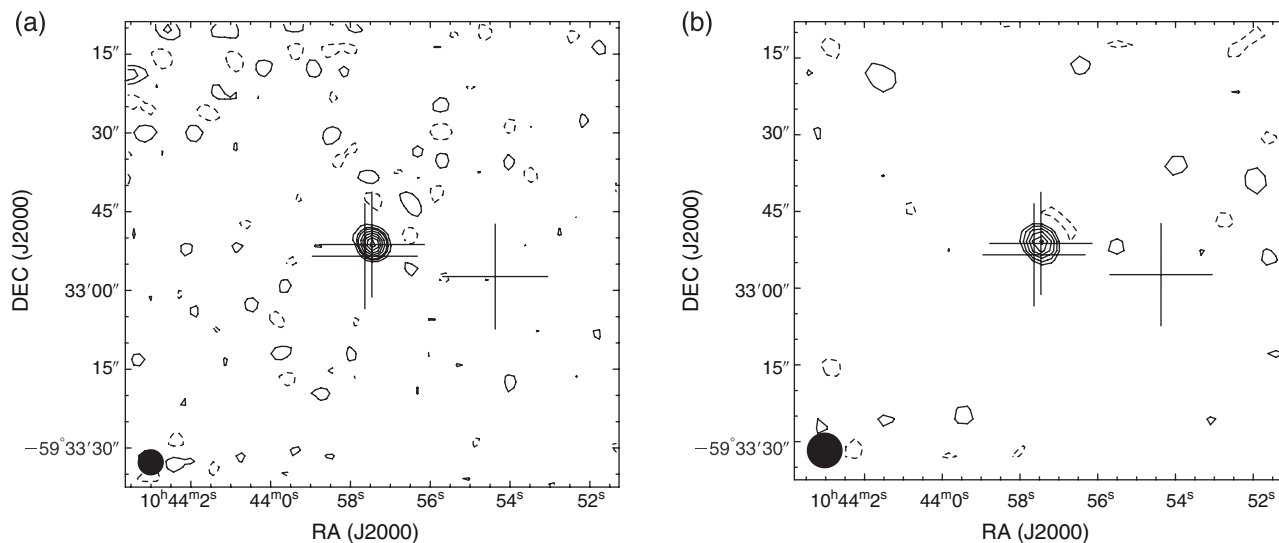 (a)
15″
30″
45″
33′00″
15″
−59°33′30″
DEC (J2000)
10ʰ44ᵐ2ˢ
44ᵐ0ˢ
58ˢ
56ˢ
54ˢ
52ˢ
RA (J2000)
(b)
15″
30″
45″
33′00″
15″
−59°33′30″
DEC (J2000)
10ʰ44ᵐ2ˢ
44ᵐ0ˢ
58ˢ
56ˢ
54ˢ
52ˢ
RA (J2000)